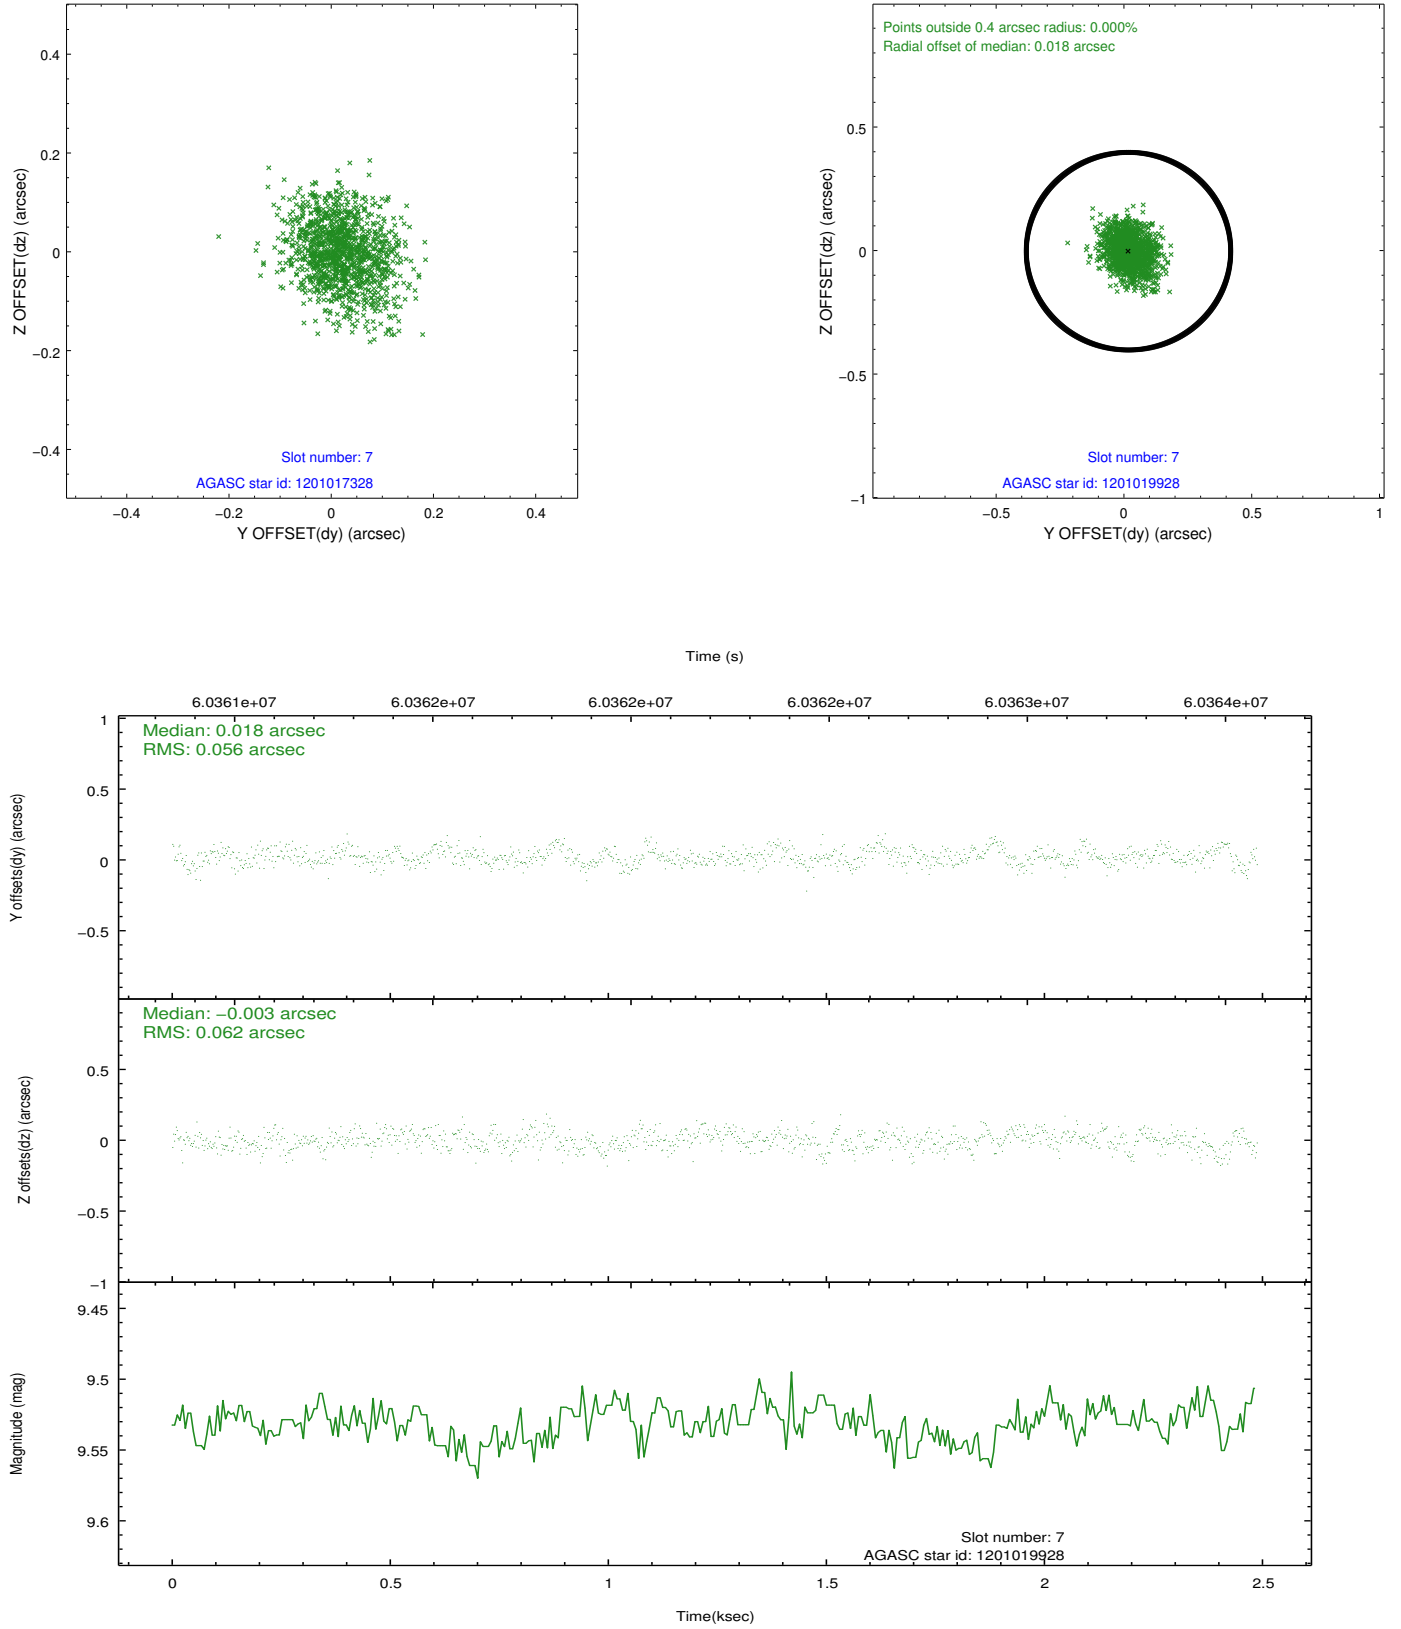 0.4
0.2
0
−0.2
−0.4
Z OFFSET(dz) (arcsec)
Slot number: 7
AGASC star id: 1201017328
−0.4 −0.2 0 0.2 0.4
Y OFFSET(dy) (arcsec)
Points outside 0.4 arcsec radius: 0.000%
Radial offset of median: 0.018 arcsec
0.5
0
−0.5
−1
Z OFFSET(dz) (arcsec)
Slot number: 7
AGASC star id: 1201019928
−0.5 0 0.5 1
Y OFFSET(dy) (arcsec)
Time (s)
6.0361e+07 6.0362e+07 6.0362e+07 6.0362e+07 6.0363e+07 6.0364e+07
Median: 0.018 arcsec
RMS: 0.056 arcsec
1
0.5
0
−0.5
Y offsets(dy) (arcsec)
Median: −0.003 arcsec
RMS: 0.062 arcsec
0.5
0
−0.5
−1
Z offsets(dz) (arcsec)
9.45
9.5
9.55
9.6
Magnitude (mag)
Slot number: 7
AGASC star id: 1201019928
0 0.5 1 1.5 2 2.5
Time(ksec)